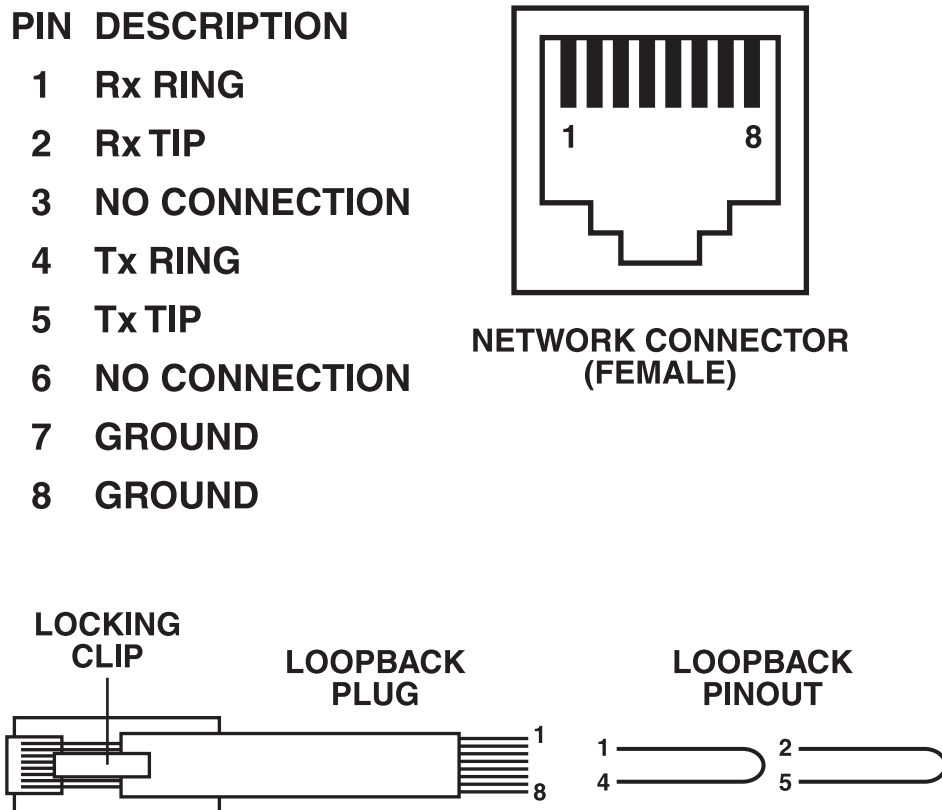 PIN DESCRIPTION
1 Rx RING
2 Rx TIP
3 NO CONNECTION
4 Tx RING
5 Tx TIP
6 NO CONNECTION
7 GROUND
8 GROUND
1 8
NETWORK CONNECTOR
(FEMALE)
LOCKING
CLIP
LOOPBACK
PLUG
1
8
LOOPBACK
PINOUT
1 2
4 5